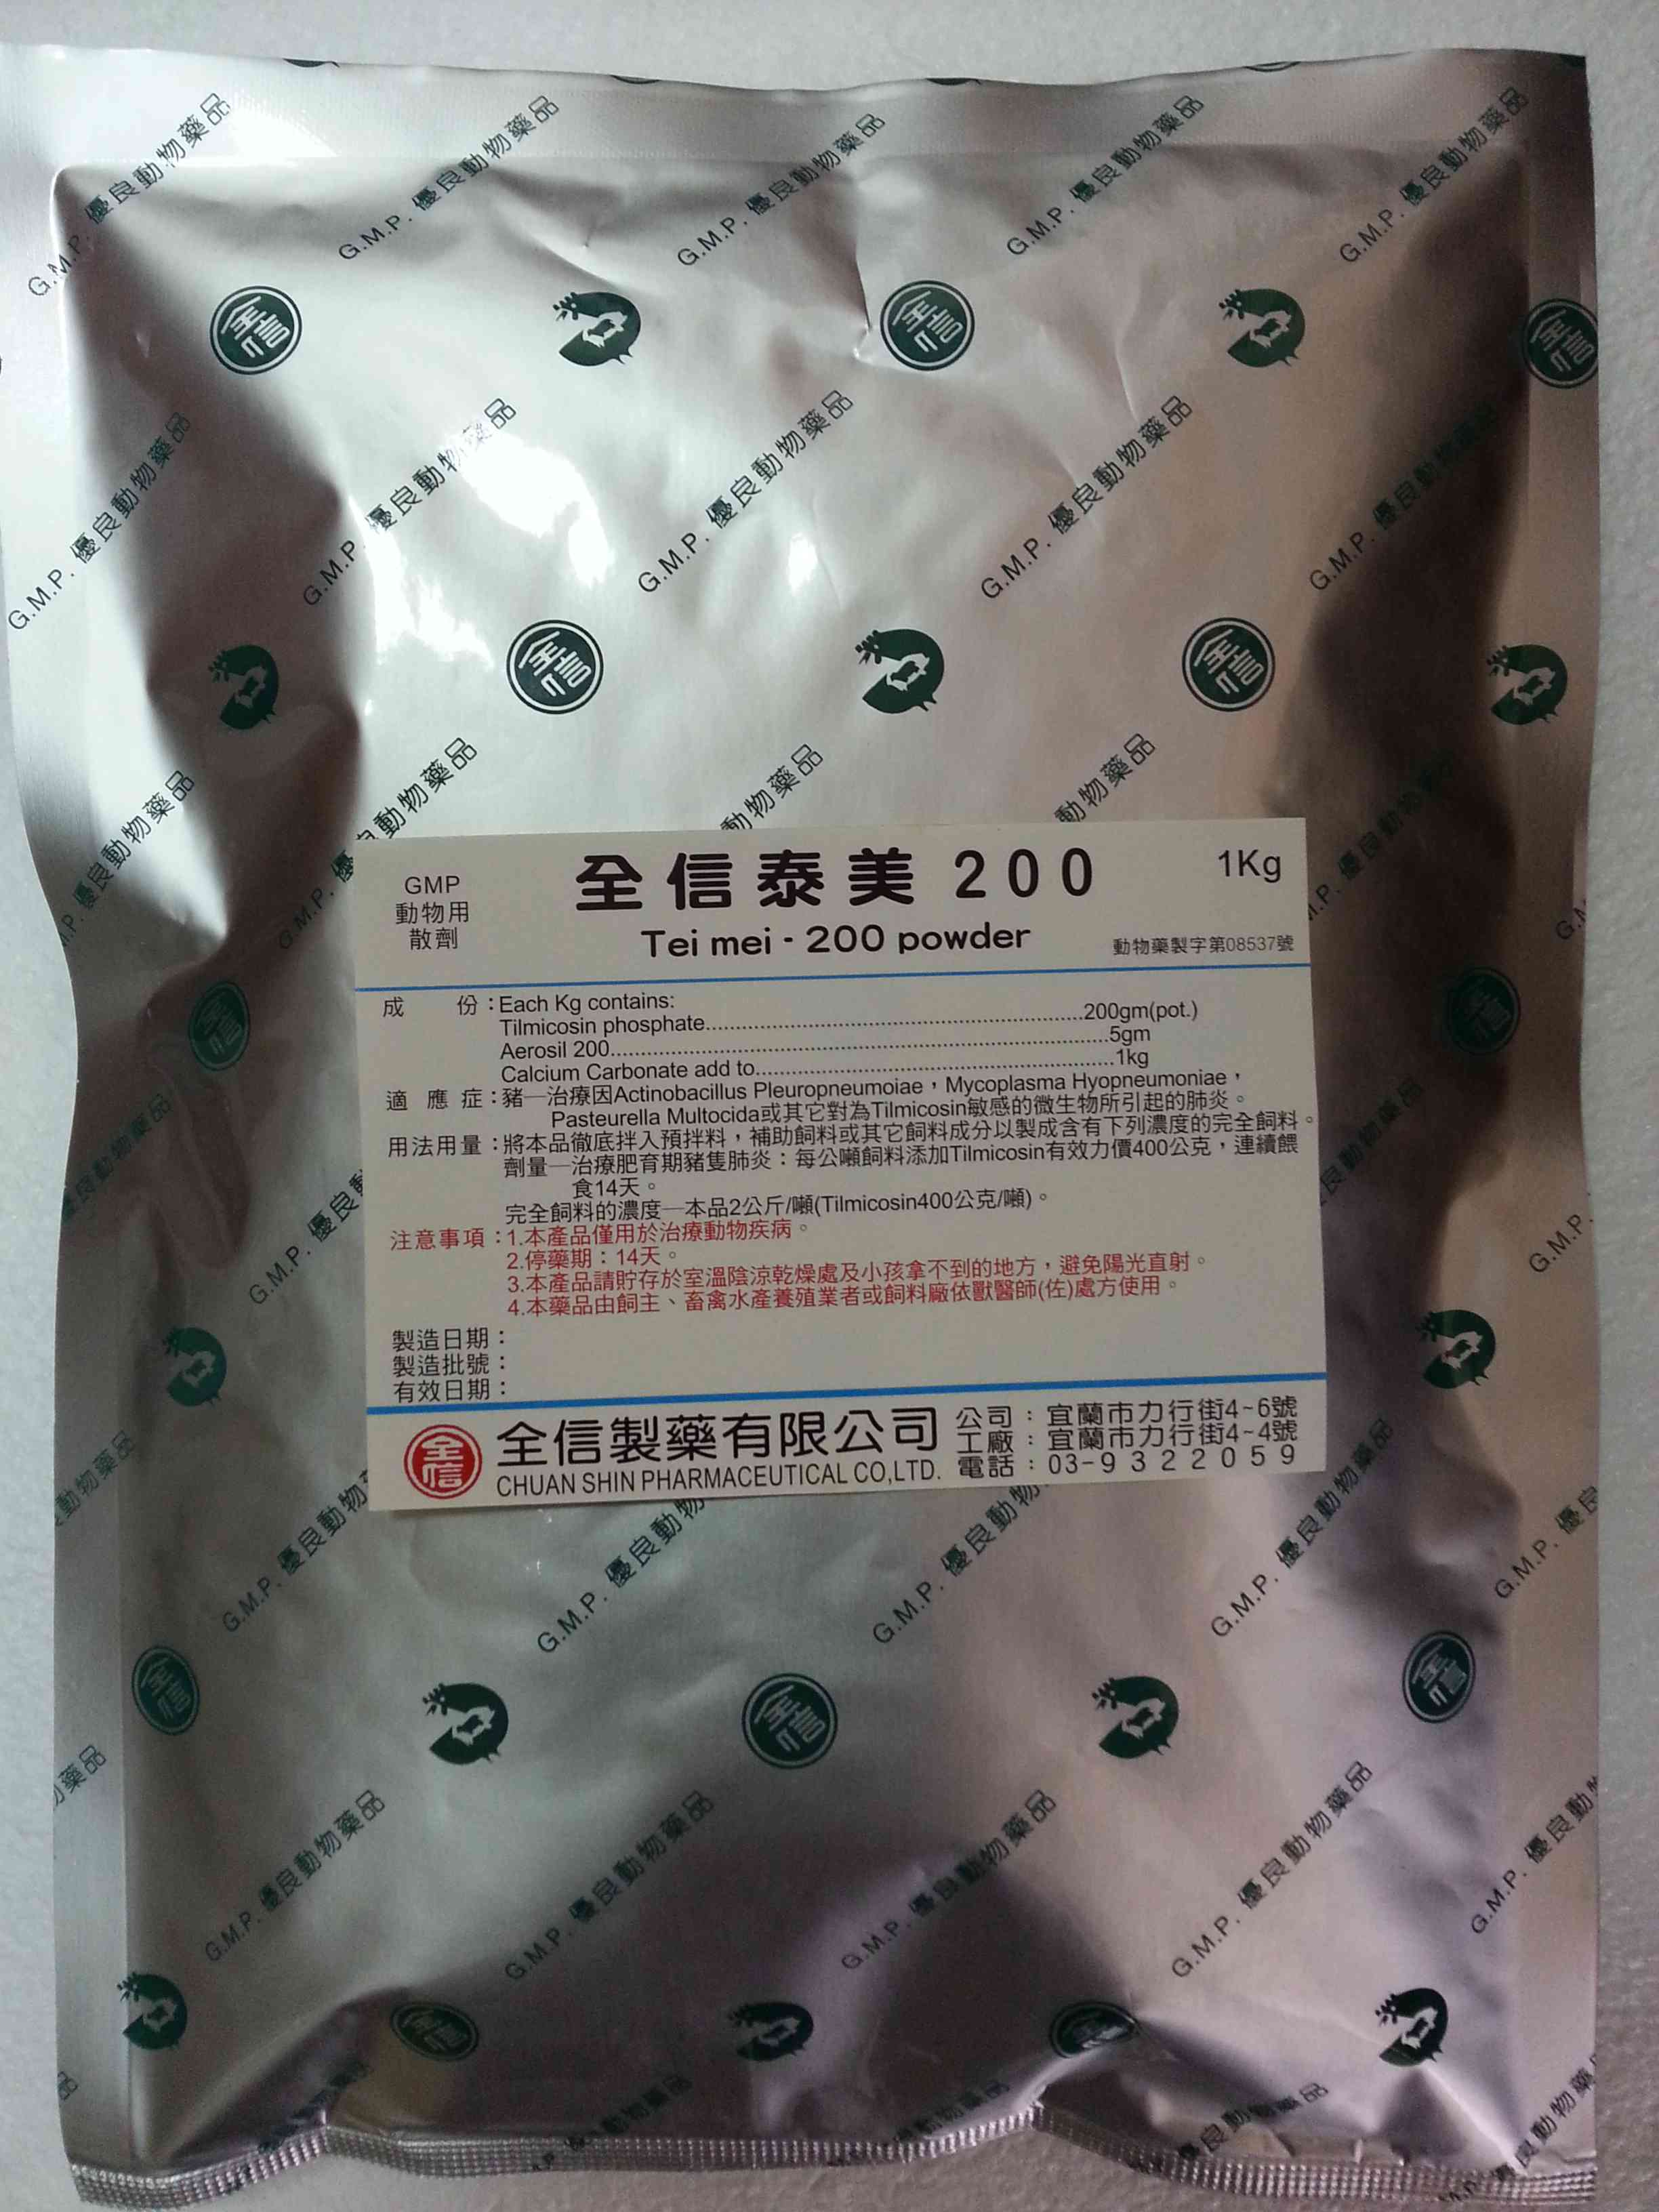 G.M.P. 優良動物藥品
GMP
動物用
散劑
全信泰美 200
Tei mei - 200 powder
1Kg
動物藥製字第08537號
成 份：Each Kg contains:
Tilmicosin phosphate..........200gm(pot.)
Aerosil 200..........5gm
Calcium Carbonate add to..........1kg
適 應 症：豬—治療因Actinobacillus Pleuropneumoiae，Mycoplasma Hyopneumoniae，
Pasteurella Multocida或其它對為Tilmicosin敏感的微生物所引起的肺炎。
用法用量：將本品徹底拌入預拌料，補助飼料或其它飼料成分以製成含有下列濃度的完全飼料。
劑量—治療肥育期豬隻肺炎：每公噸飼料添加Tilmicosin有效力價400公克，連續餵
食14天。
完全飼料的濃度—本品2公斤/噸(Tilmicosin400公克/噸)。
注意事項：1.本產品僅用於治療動物疾病。
2.停藥期：14天。
3.本產品請貯存於室溫陰涼乾燥處及小孩拿不到的地方，避免陽光直射。
4.本藥品由飼主、畜禽水產養殖業者或飼料廠依獸醫師(佐)處方使用。
製造日期：
製造批號：
有效日期：
全信
全信製藥有限公司
CHUAN SHIN PHARMACEUTICAL CO,LTD.
公司：宜蘭市力行街4~6號
工廠：宜蘭市力行街4~4號
電話：03-9322059